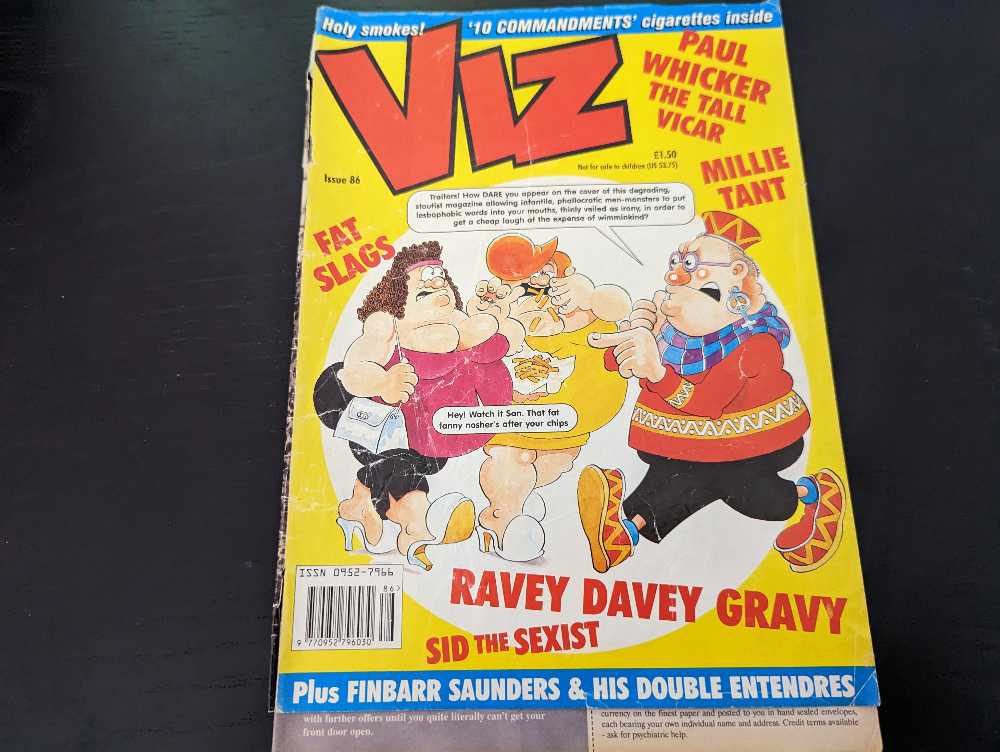 Holy smokes! '10 COMMANDMENTS' cigarettes inside
VIZ
PAUL
WHICKER
THE TALL
VICAR
£1.50
Not for sale to children (US $3.75)
Issue 86
MILLIE
TANT
Traitors! How DARE you appear on the cover of this degrading,
stoutist magazine allowing infantile, phallocratic men-monsters to put
lesbophobic words into your mouths, thinly veiled as irony, in order to
get a cheap laugh at the expense of wimminkind?
FAT
SLAGS
Hey! Watch it San. That fat
fanny nosher's after your chips
ISSN 0952-7966
86>
9 770952 796030
RAVEY DAVEY GRAVY
SID THE SEXIST
Plus FINBARR SAUNDERS & HIS DOUBLE ENTENDRES
with further offers until you quite literally can't get your
front door open.
currency on the finest paper and posted to you in hand sealed envelopes,
each bearing your own individual name and address. Credit terms available
- ask for psychiatric help.